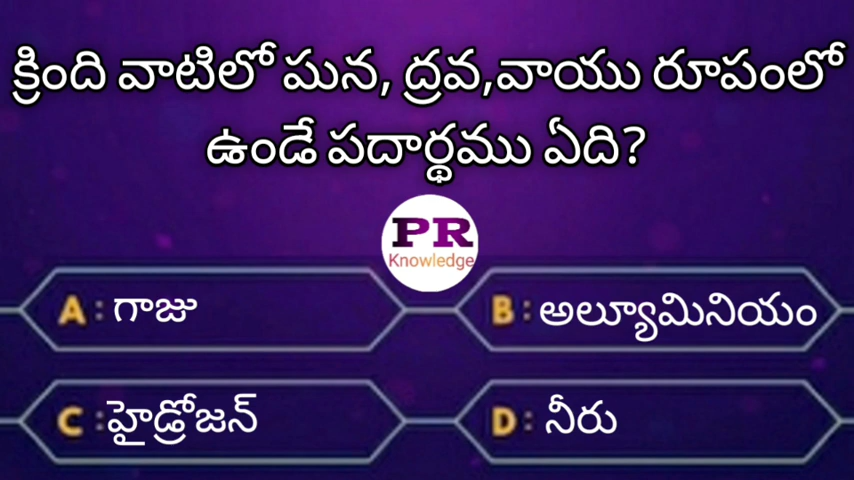 క్రింది వాటిలో ఘన, ద్రవ,వాయు రూపంలో
ఉండే పదార్థము ఏది?
PR
Knowledge
A : గాజు
B : అల్యూమినియం
C :హైడ్రోజన్
D : నీరు